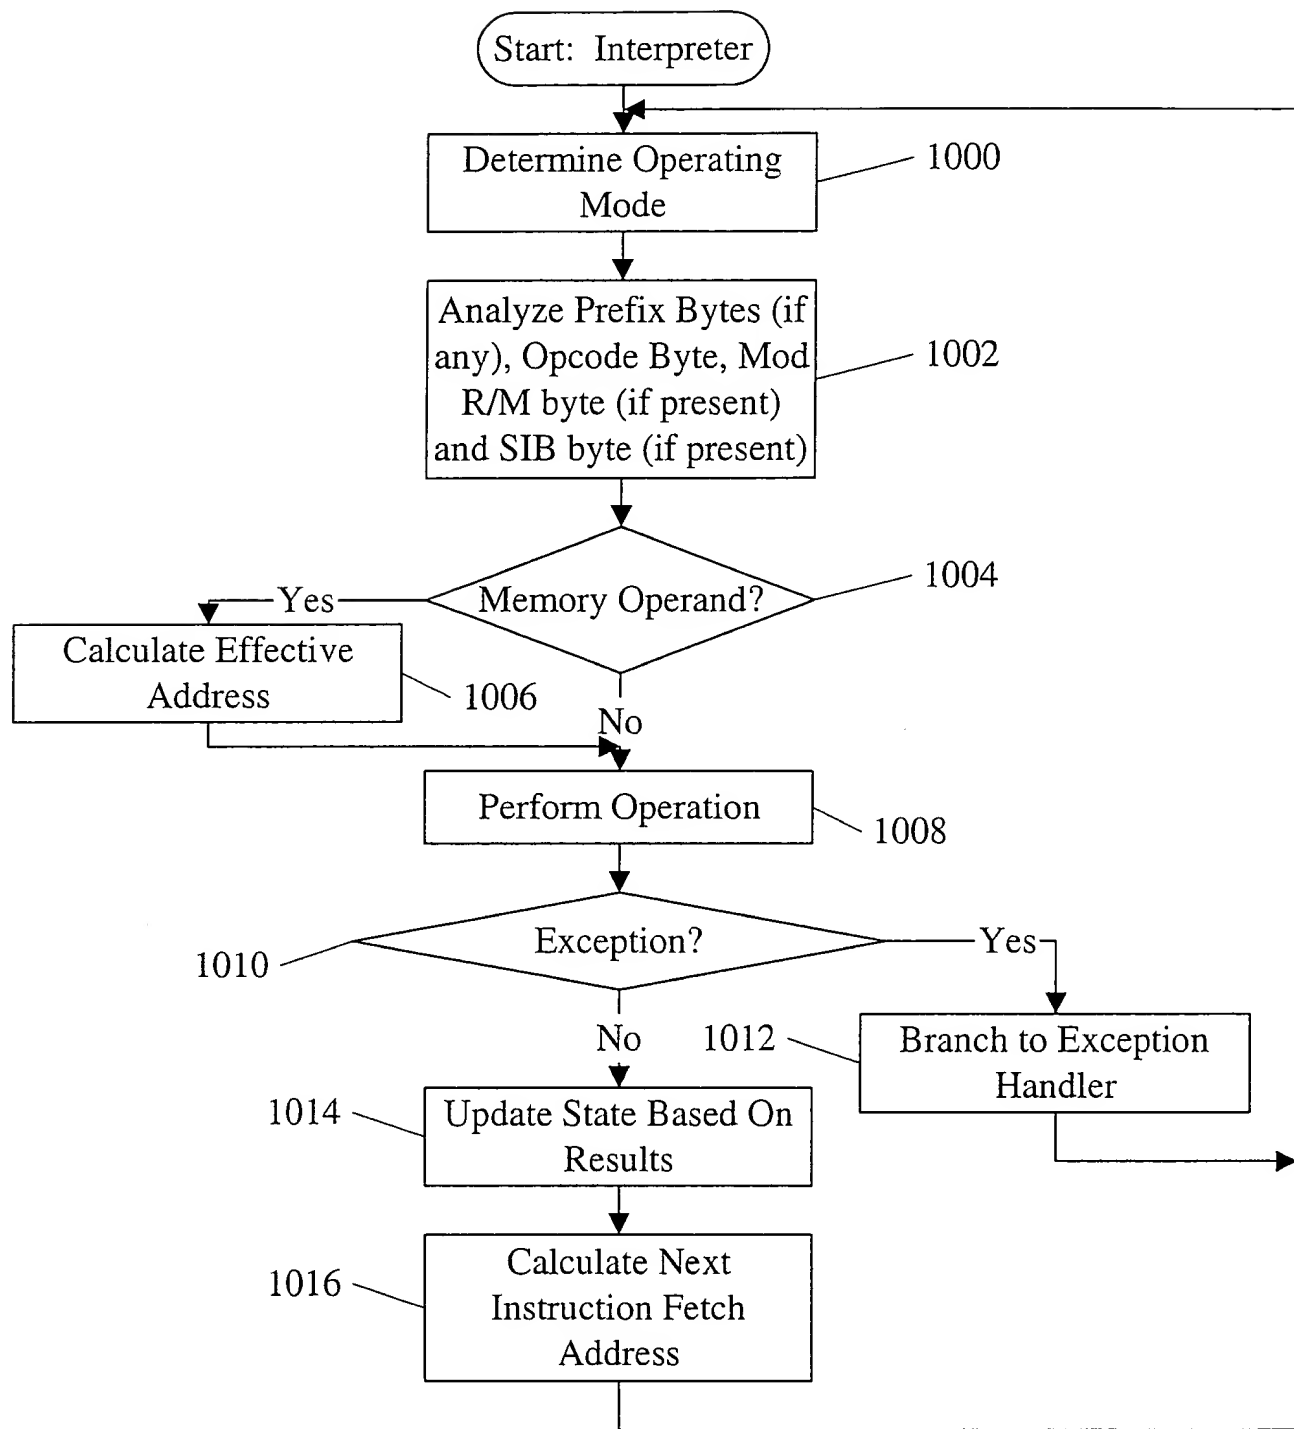 Start: Interpreter
Determine Operating
Mode
1000
Analyze Prefix Bytes (if
any), Opcode Byte, Mod
R/M byte (if present)
and SIB byte (if present)
1002
Memory Operand?
1004
Yes
Calculate Effective
Address
1006
No
Perform Operation
1008
Exception?
1010
Yes
No
1012
Branch to Exception
Handler
1014
Update State Based On
Results
1016
Calculate Next
Instruction Fetch
Address